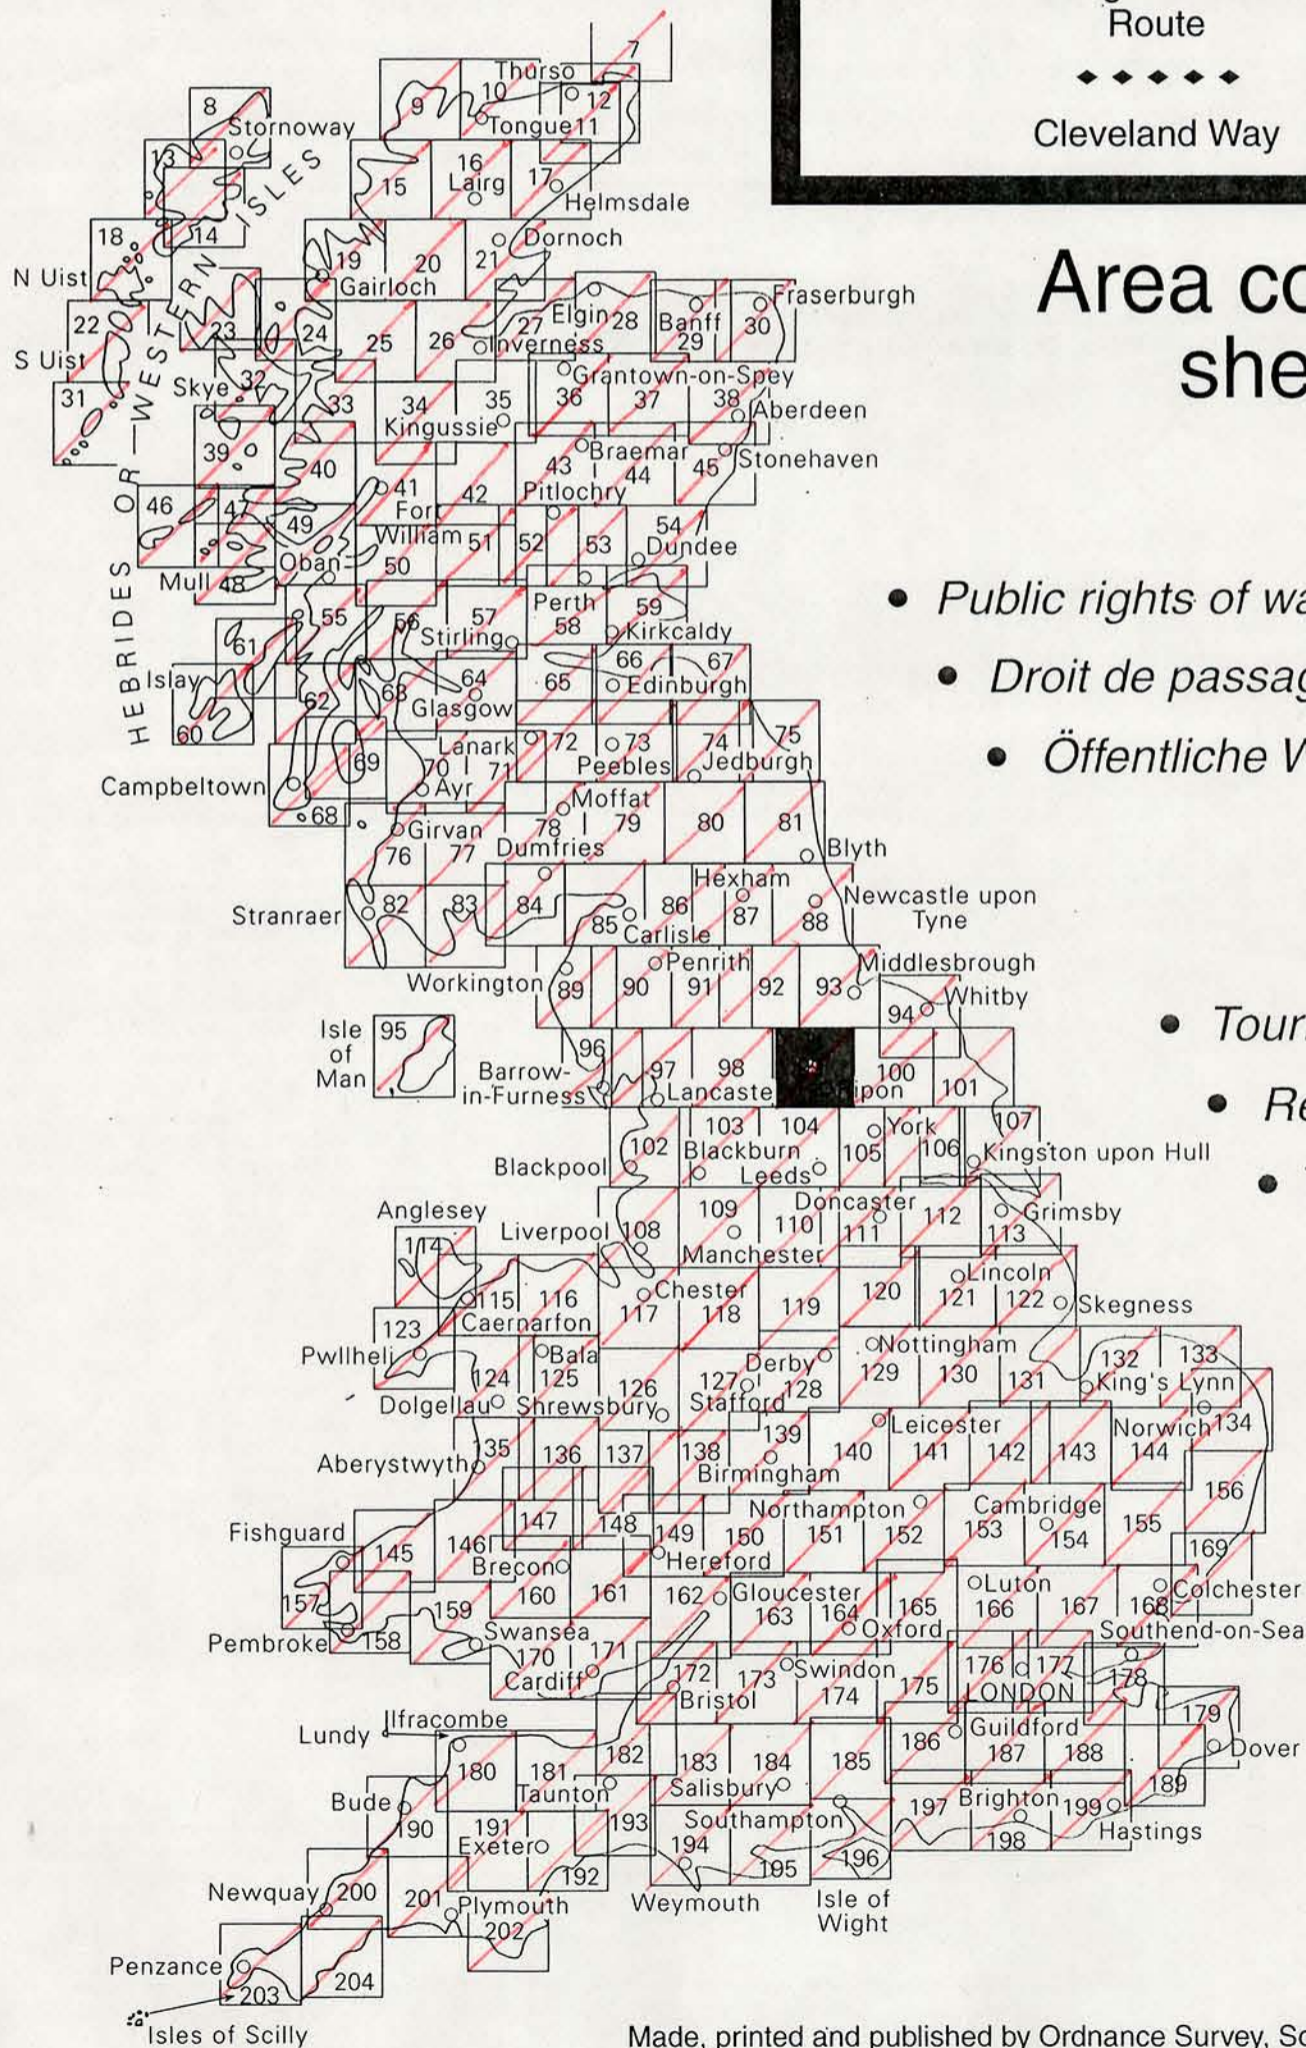 Route
Cleveland Way
Area co
she
• Public rights of wa
• Droit de passag
• Öffentliche V
• Tour
• Re
7
Thurso
8
9
10
12
Stornoway
Tongue
11
13
16
15
Lairg
17
Helmsdale
18
14
19
20
21
Dornoch
N Uist
Gairloch
HEBRIDES OR—WESTERN ISLES
22
23
24
25
26
27
Elgin
28
Banff
29
30
Fraserburgh
Inverness
S Uist
Skye
32
Grantown-on-Spey
31
33
34
35
36
37
38
Aberdeen
Kingussie
39
40
43
Braemar
44
45
Stonehaven
46
47
41
42
Pitlochry
Fort
William
49
51
52
53
54
Dundee
Oban
50
Mull
48
55
56
57
Perth
58
59
Stirling
Kirkcaldy
61
Islay
62
63
64
65
66
67
Edinburgh
Glasgow
60
69
Lanark
70
71
72
73
74
75
Peebles
Jedburgh
Campbeltown
Ayr
68
Moffat
Girvan
78
79
80
81
76
77
Dumfries
Blyth
Hexham
Stranraer
82
83
84
85
86
87
88
Newcastle upon
Tyne
Carlisle
Workington
89
Penrith
90
91
92
93
Middlesbrough
94
Whitby
Isle
of
Man
95
96
Barrow-
in-Furness
97
98
Lancaste
Ripon
100
101
102
103
104
York
105
106
107
Blackpool
Blackburn
Leeds
Kingston upon Hull
Anglesey
Liverpool
108
109
110
Doncaster
111
112
113
Grimsby
Manchester
114
115
116
117
Chester
118
119
120
Lincoln
121
122
Skegness
Caernarfon
123
Pwllheli
124
Bala
125
126
127
Derby
128
Nottingham
129
130
131
132
133
King's Lynn
Dolgellau
Shrewsbury
Stafford
134
Aberystwyth
135
136
137
138
139
140
Leicester
141
142
143
Norwich
144
Birmingham
Fishguard
145
146
147
148
149
150
Northampton
151
152
153
Cambridge
154
155
156
Brecon
Hereford
157
158
159
160
161
162
Gloucester
163
164
165
Luton
166
167
168
169
Colchester
Pembroke
Swansea
Oxford
Southend-on-Sea
170
171
Cardiff
172
173
Swindon
174
175
176
177
178
LONDON
Bristol
179
Lundy
Ilfracombe
180
181
182
183
184
185
186
Guildford
187
188
Dover
Taunton
Salisbury
189
Bude
190
191
192
193
Southampton
197
Brighton
198
199
Hastings
Exeter
194
195
196
Newquay
200
201
Plymouth
202
Weymouth
Isle of
Wight
Penzance
203
204
Isles of Scilly
Made, printed and published by Ordnance Survey, So